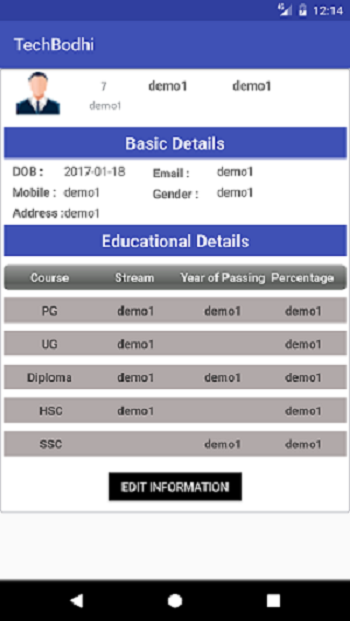 12:14
TechBodhi
7 demo1 demo1
demo1
Basic Details
DOB : 2017-01-18 Email : demo1
Mobile : demo1 Gender : demo1
Address :demo1
Educational Details
Course Stream Year of Passing Percentage
PG demo1 demo1 demo1
UG demo1 demo1
Diploma demo1 demo1 demo1
HSC demo1 demo1
SSC demo1 demo1
EDIT INFORMATION